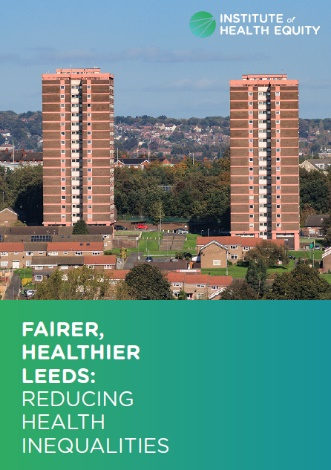 INSTITUTE of
HEALTH EQUITY
FAIRER,
HEALTHIER
LEEDS:
REDUCING
HEALTH
INEQUALITIES